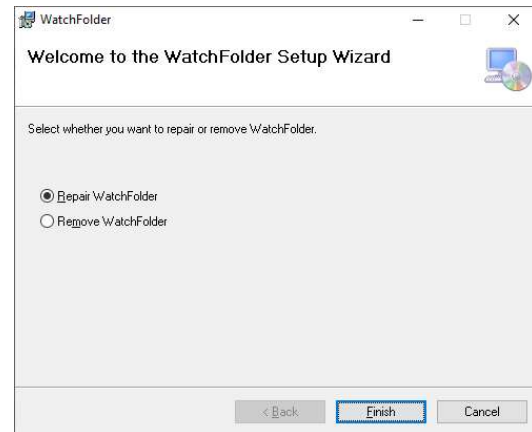 WatchFolder
Welcome to the WatchFolder Setup Wizard
Select whether you want to repair or remove WatchFolder.
Repair WatchFolder
Remove WatchFolder
< Back Finish Cancel